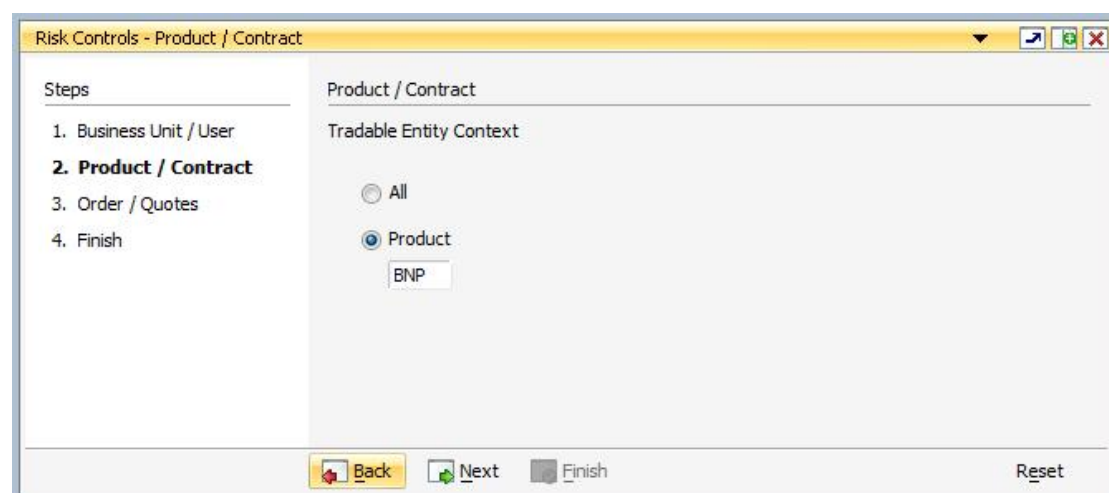 Risk Controls - Product / Contract
Steps
1. Business Unit / User
2. Product / Contract
3. Order / Quotes
4. Finish
Product / Contract
Tradable Entity Context
All
Product
BNP
Back Next Finish Reset